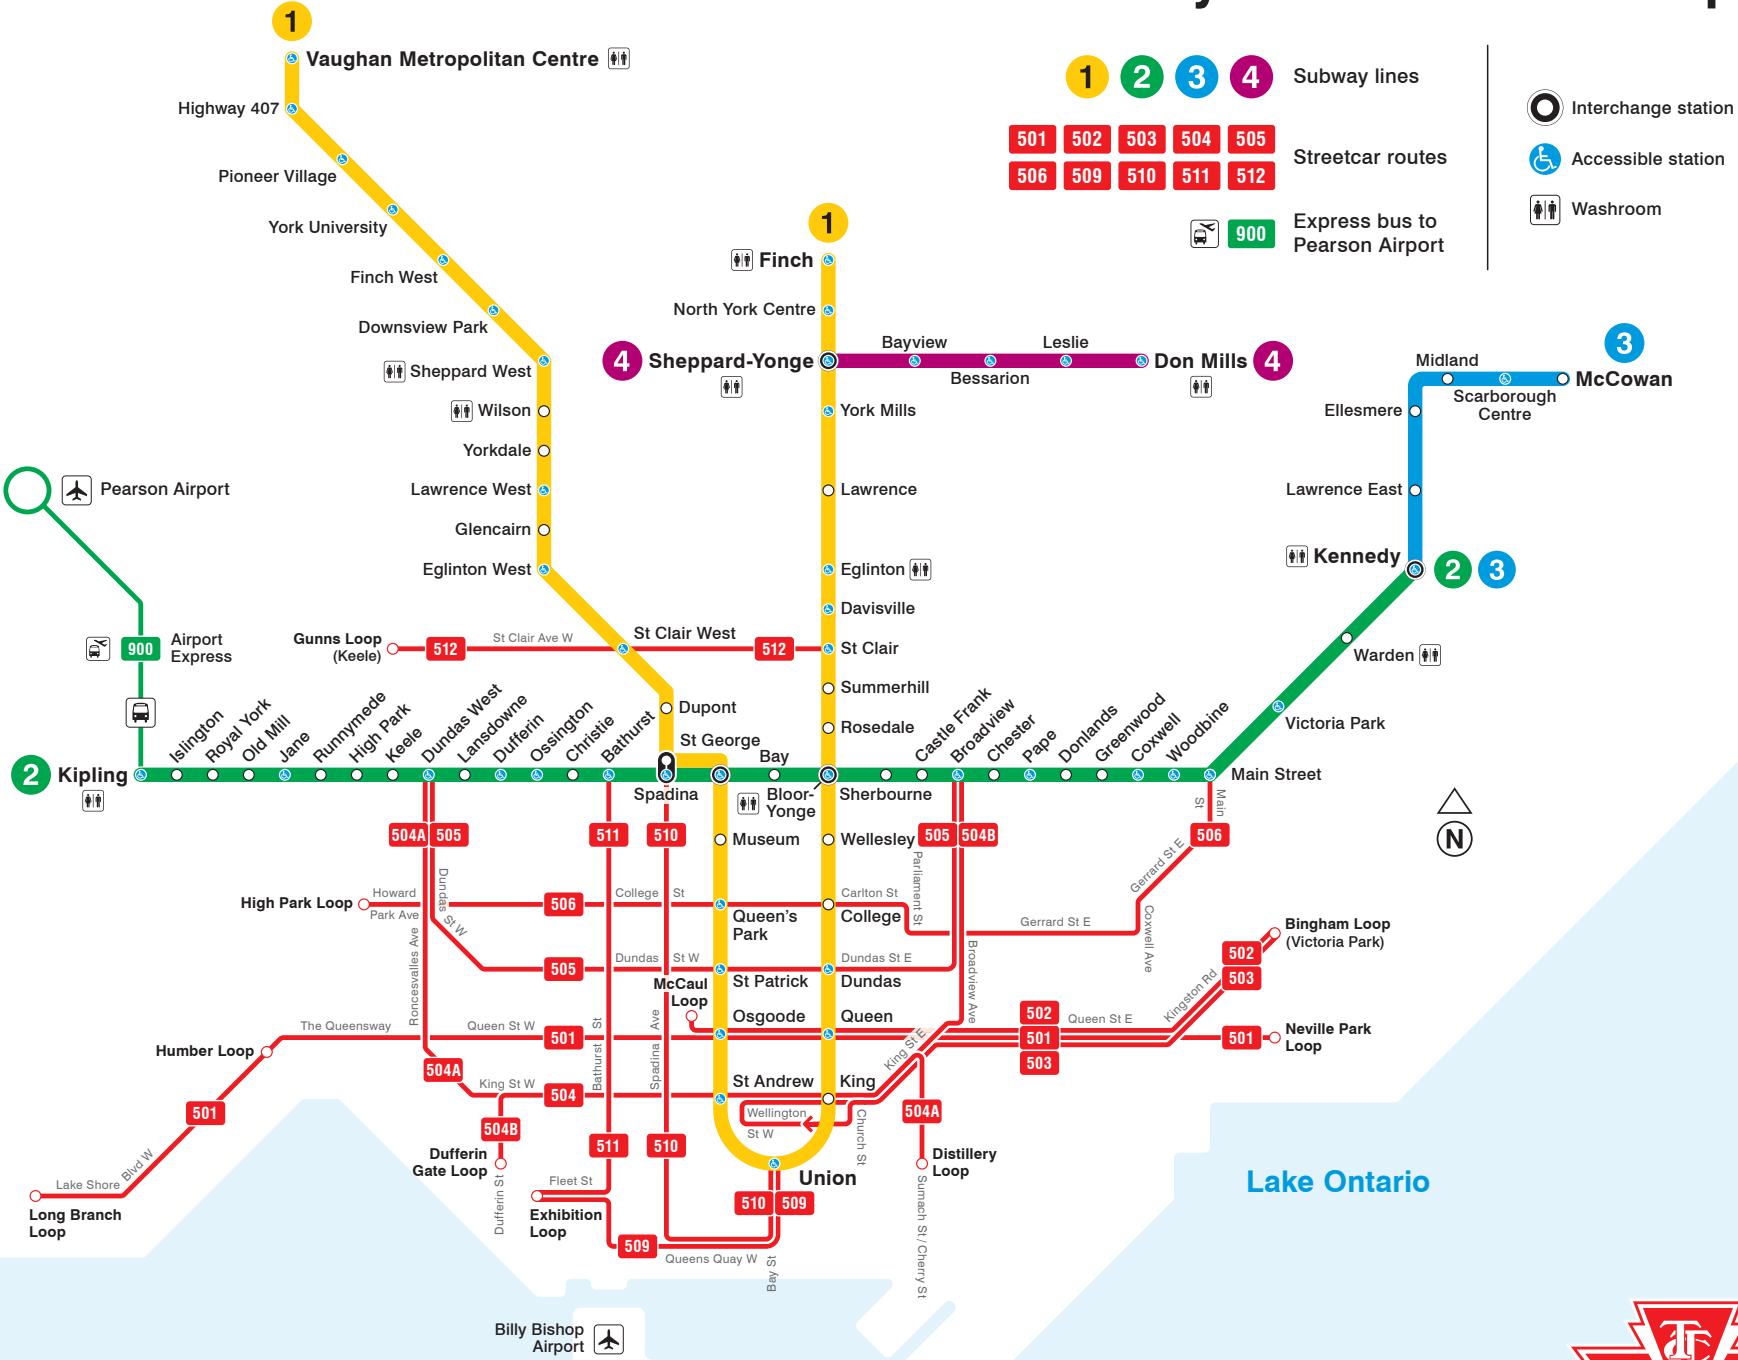 1
Vaughan Metropolitan Centre
Highway 407
Pioneer Village
York University
Finch West
Downsview Park
Sheppard West
Wilson
Yorkdale
Lawrence West
Glencairn
Eglinton West
1 2 3 4 Subway lines
501 502 503 504 505
506 509 510 511 512
Streetcar routes
900
Express bus to
Pearson Airport
Interchange station
Accessible station
Washroom
1
Finch
North York Centre
4 Sheppard-Yonge
Bayview
Bessarion
Leslie
Don Mills 4
York Mills
Lawrence
Eglinton
Davisville
St Clair
Summerhill
Rosedale
3
Midland
McCowan
Scarborough
Centre
Ellesmere
Lawrence East
Kennedy 2 3
Warden
Victoria Park
Pearson Airport
900
Airport
Express
Gunns Loop
(Keele)
512
St Clair Ave W
St Clair West
512
Dupont
St George
2 Kipling
Islington
Royal York
Old Mill
Jane
Runnymede
High Park
Keele
Dundas West
Lansdowne
Dufferin
Ossington
Christie
Bathurst
Spadina
Bay
Bloor-
Yonge
Sherbourne
Castle Frank
Broadview
Chester
Pape
Donlands
Greenwood
Coxwell
Woodbine
Main Street
Main
St
504A 505
511
510
Museum
Wellesley
505 504B
506
N
Dundas
St W
Parliament St
Gerrard St E
High Park Loop
Howard
Park Ave
506
College St
Carlton St
Queen's
Park
College
Gerrard St E
Coxwell Ave
Bingham Loop
(Victoria Park)
502
503
Roncesvalles Ave
505
Dundas St W
Dundas St E
St Patrick
Dundas
Broadview Ave
Kingston Rd
McCaul
Loop
Osgoode
Queen
The Queensway
Queen St W
501
Bathurst St
Spadina Ave
502
501
503
Queen St E
501
Neville Park
Loop
Humber Loop
King St E
504A
King St W
504
St Andrew
King
Wellington
St W
Church St
504A
501
504B
Dufferin
Gate Loop
Dufferin St
511
510
Distillery
Loop
Sumach St / Cherry St
Lake Shore Blvd W
Long Branch
Loop
Fleet St
Exhibition
Loop
Union
510 509
509
Queens Quay W
Bay St
Lake Ontario
Billy Bishop
Airport
TTC